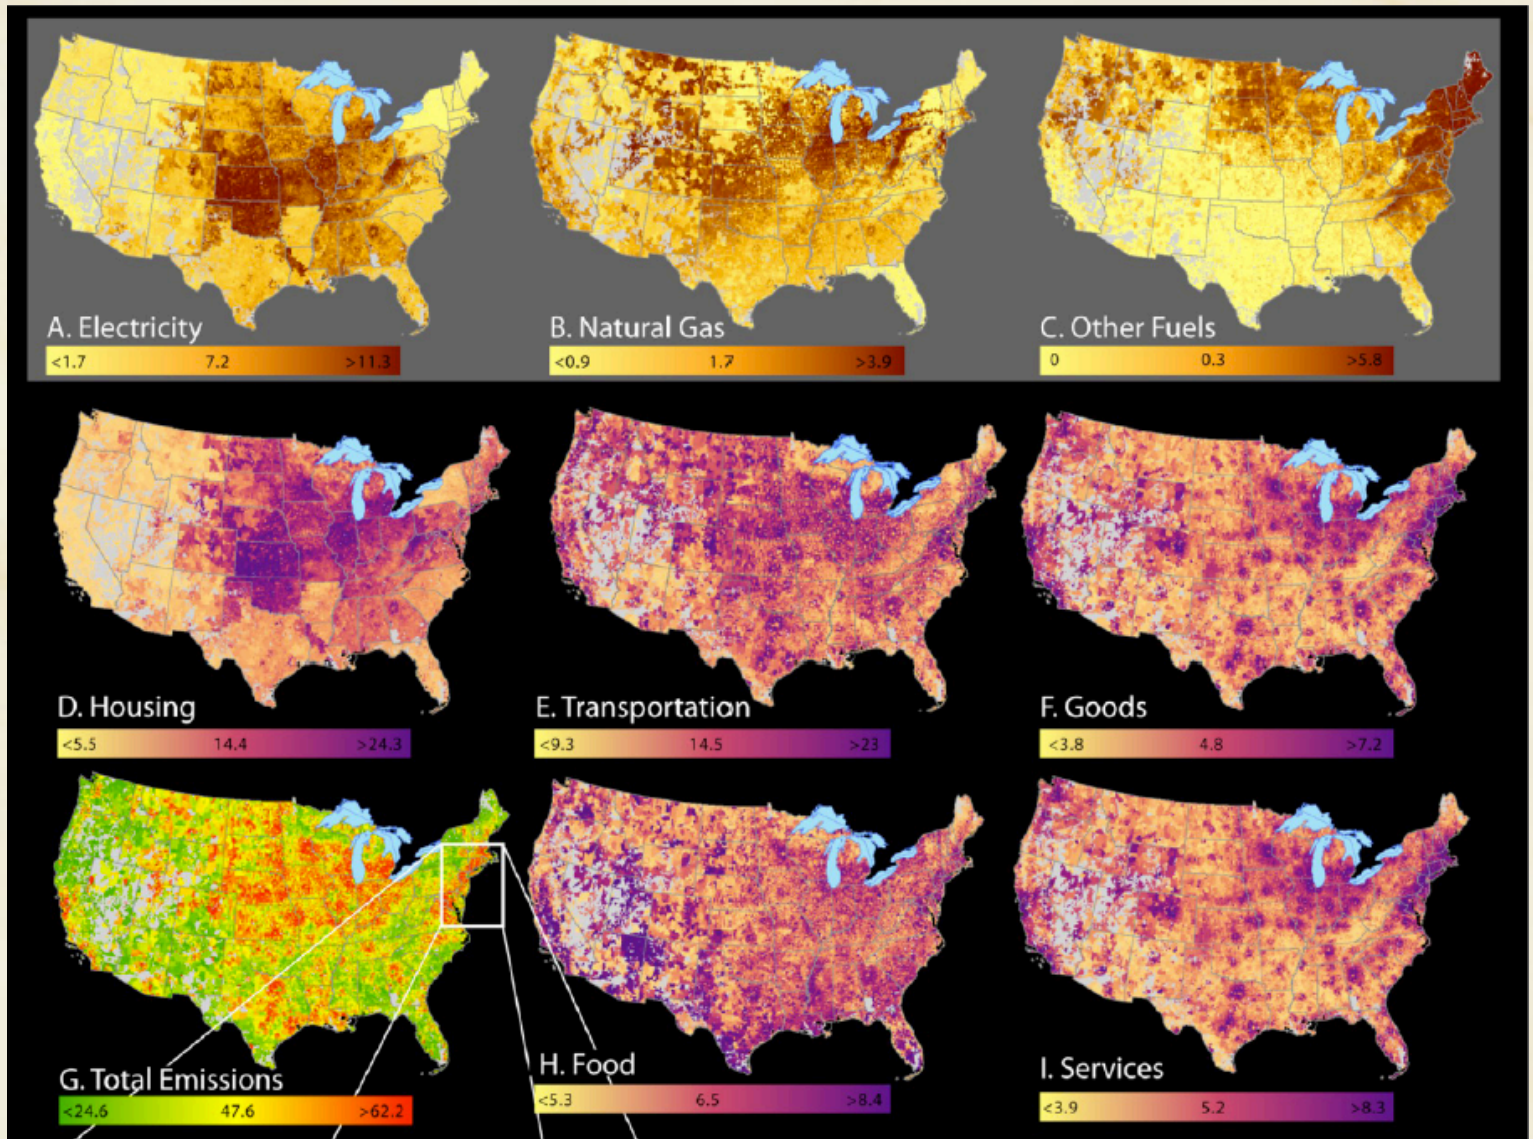 A. Electricity
<1.7 7.2 >11.3
B. Natural Gas
<0.9 1.7 >3.9
C. Other Fuels
0 0.3 >5.8
D. Housing
<5.5 14.4 >24.3
E. Transportation
<9.3 14.5 >23
F. Goods
<3.8 4.8 >7.2
G. Total Emissions
<24.6 47.6 >62.2
H. Food
<5.3 6.5 >8.4
I. Services
<3.9 5.2 >8.3